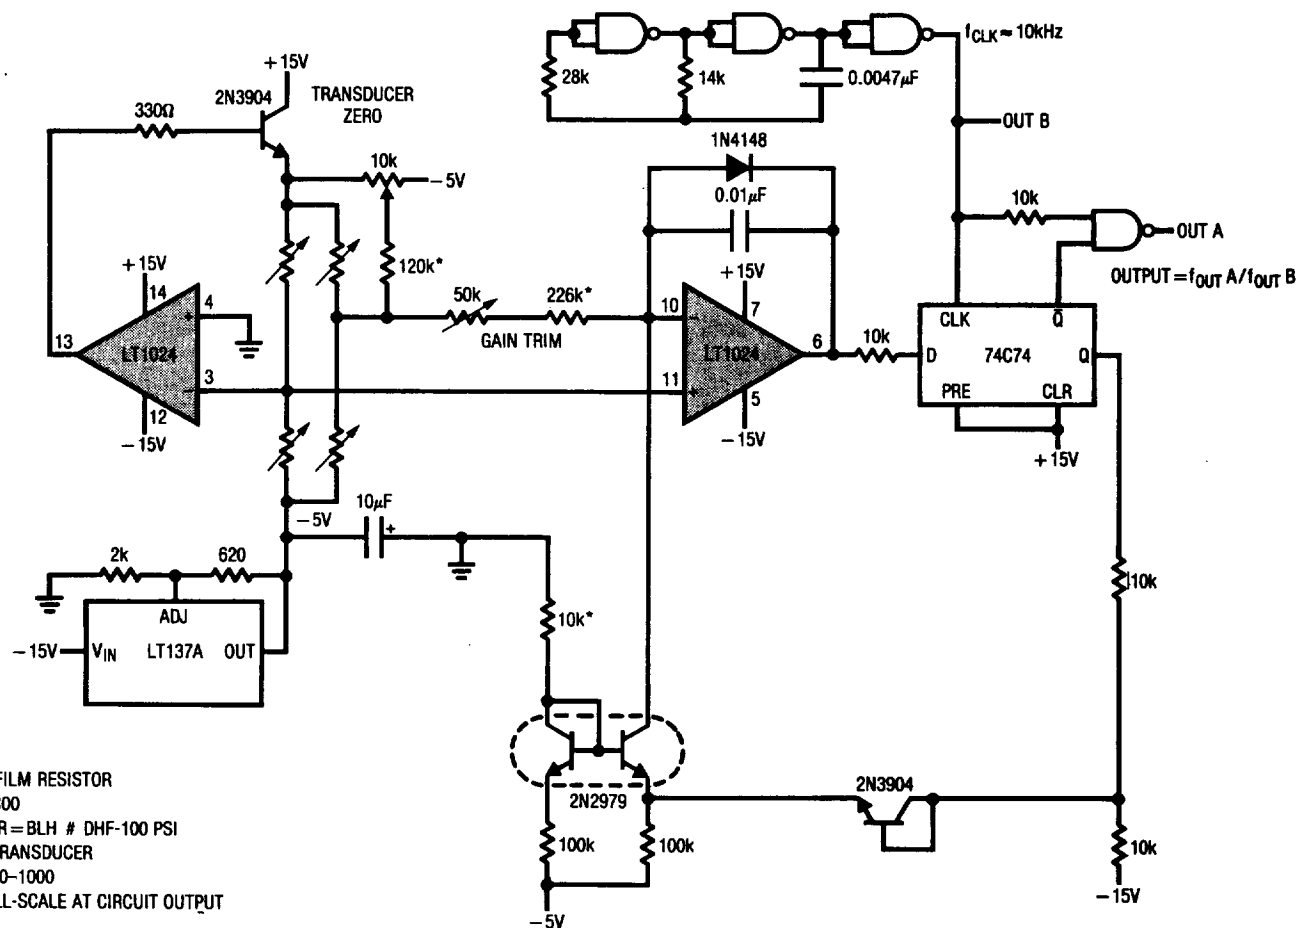 +15V
2N3904
TRANSDUCER
ZERO
330Ω
10k
−5V
28k
14k
0.0047µF
fCLK≈10kHz
OUT B
1N4148
0.01µF
10k
OUT A
OUTPUT=fOUT A/fOUT B
120k*
+15V
14
4
13
LT1024
3
12
−15V
50k
226k*
GAIN TRIM
+15V
10
7
LT1024
6
11
5
−15V
10k
CLK
Q̅
D
74C74
Q
PRE
CLR
+15V
−5V
10µF
+
2k
620
ADJ
−15V
VIN
LT137A
OUT
10k*
10k
2N2979
2N3904
100k
100k
10k
−5V
−15V
FILM RESISTOR
R=BLH # DHF-100 PSI
RANSDUCER
0–1000
LL-SCALE AT CIRCUIT OUTPUT